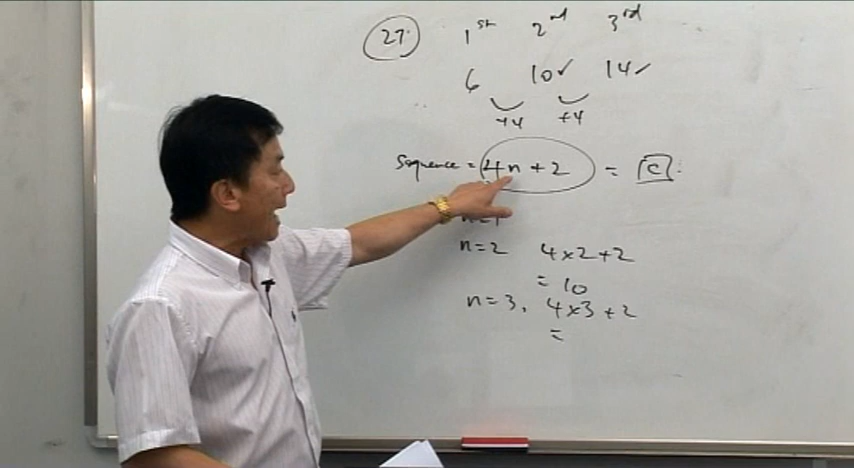 27. 1st 2nd 3rd
6 10✓ 14✓
+4 +4
Sequence = 4n+2 = C
n=1
n=2 4×2+2
= 10
n=3, 4×3+2
=